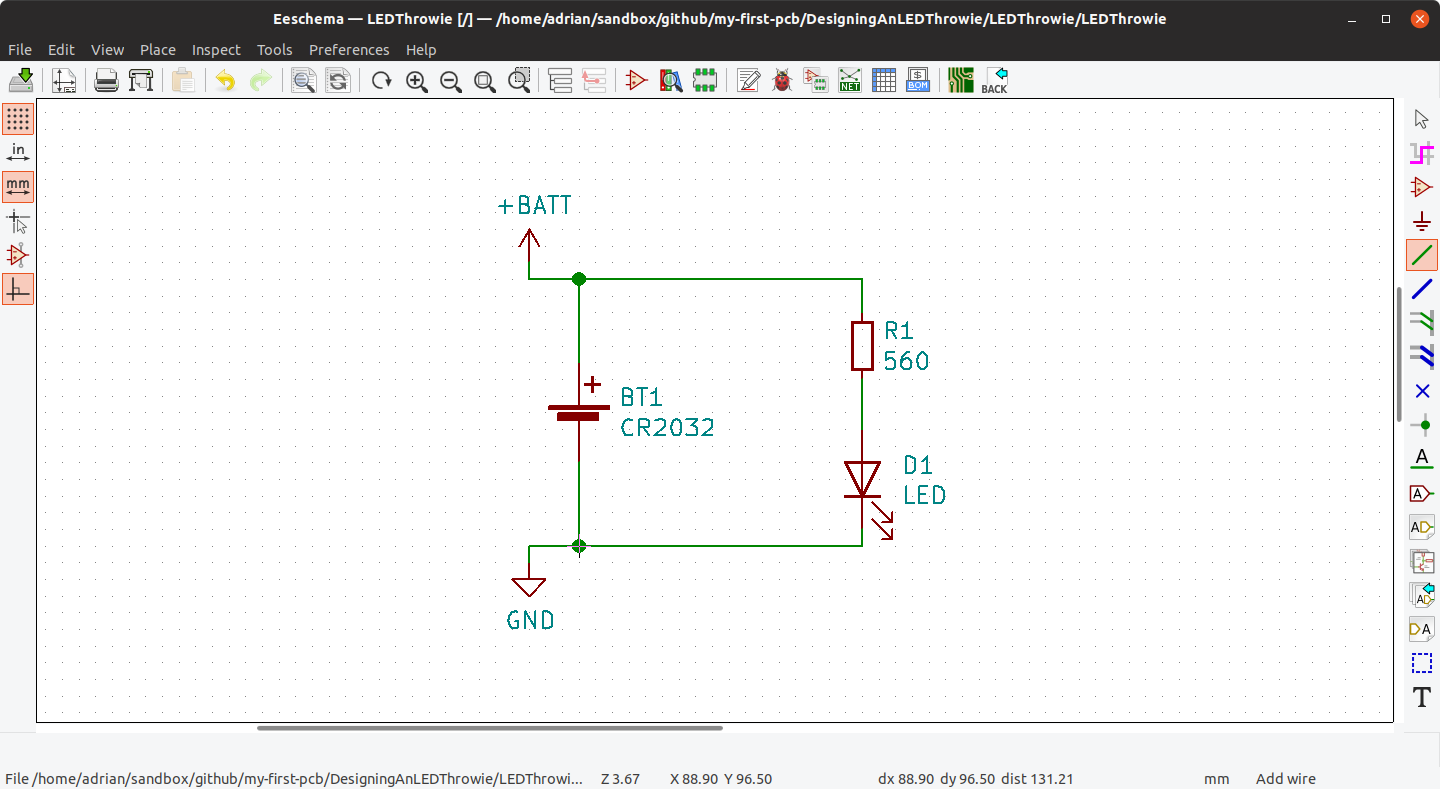 Eeschema — LEDThrowie [/] — /home/adrian/sandbox/github/my-first-pcb/DesigningAnLEDThrowie/LEDThrowie/LEDThrowie
File Edit View Place Inspect Tools Preferences Help
NET
$
BOM
BACK
in
mm
+BATT
R1
560
BT1
CR2032
D1
LED
GND
A
A
AD
AD
DA
T
File /home/adrian/sandbox/github/my-first-pcb/DesigningAnLEDThrowie/LEDThrowi... Z 3.67 X 88.90 Y 96.50 dx 88.90 dy 96.50 dist 131.21 mm Add wire